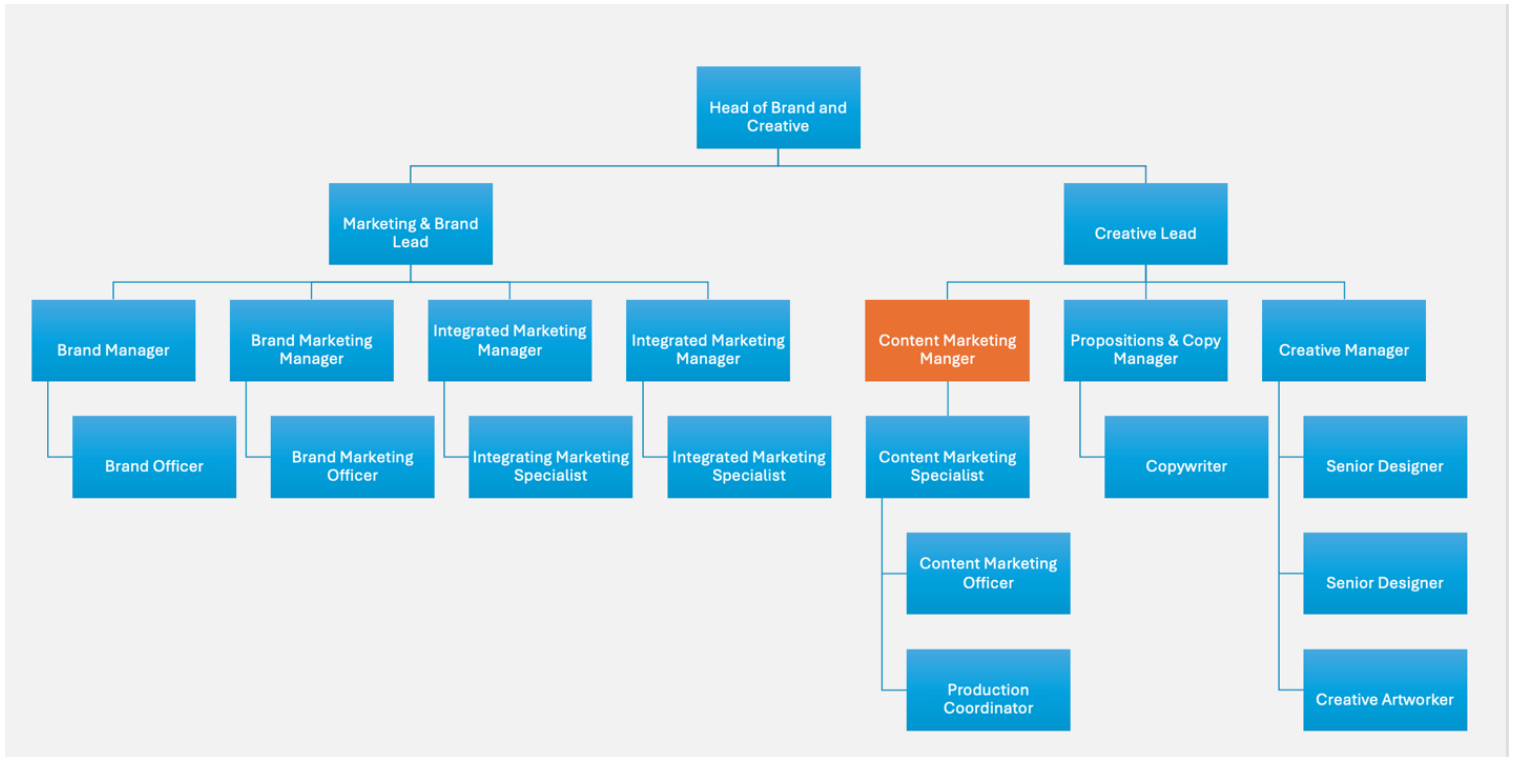 Head of Brand and
Creative
Marketing & Brand
Lead
Creative Lead
Brand Manager
Brand Marketing
Manager
Integrated Marketing
Manager
Integrated Marketing
Manager
Content Marketing
Manger
Propositions & Copy
Manager
Creative Manager
Brand Officer
Brand Marketing
Officer
Integrating Marketing
Specialist
Integrated Marketing
Specialist
Content Marketing
Specialist
Copywriter
Senior Designer
Content Marketing
Officer
Senior Designer
Production
Coordinator
Creative Artworker